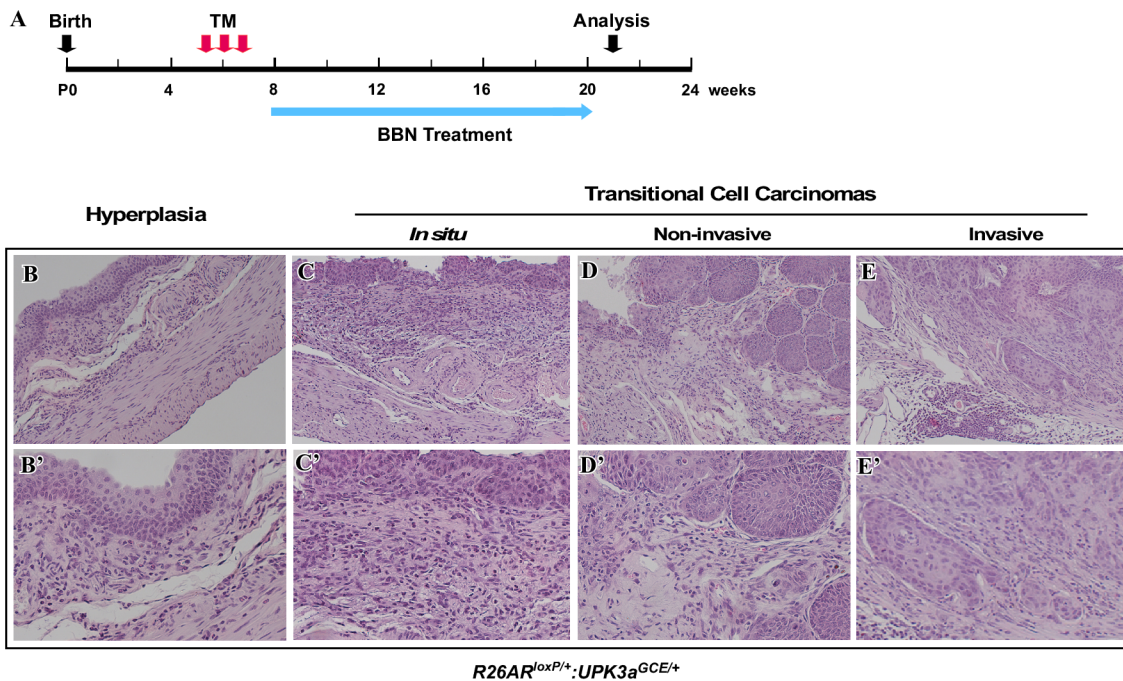 A
Birth TM Analysis
P0 4 8 12 16 20 24 weeks
BBN Treatment
Transitional Cell Carcinomas
Hyperplasia
In situ Non-invasive Invasive
B C D E
B' C' D' E'
R26AR^loxP/+:UPK3a^GCE/+